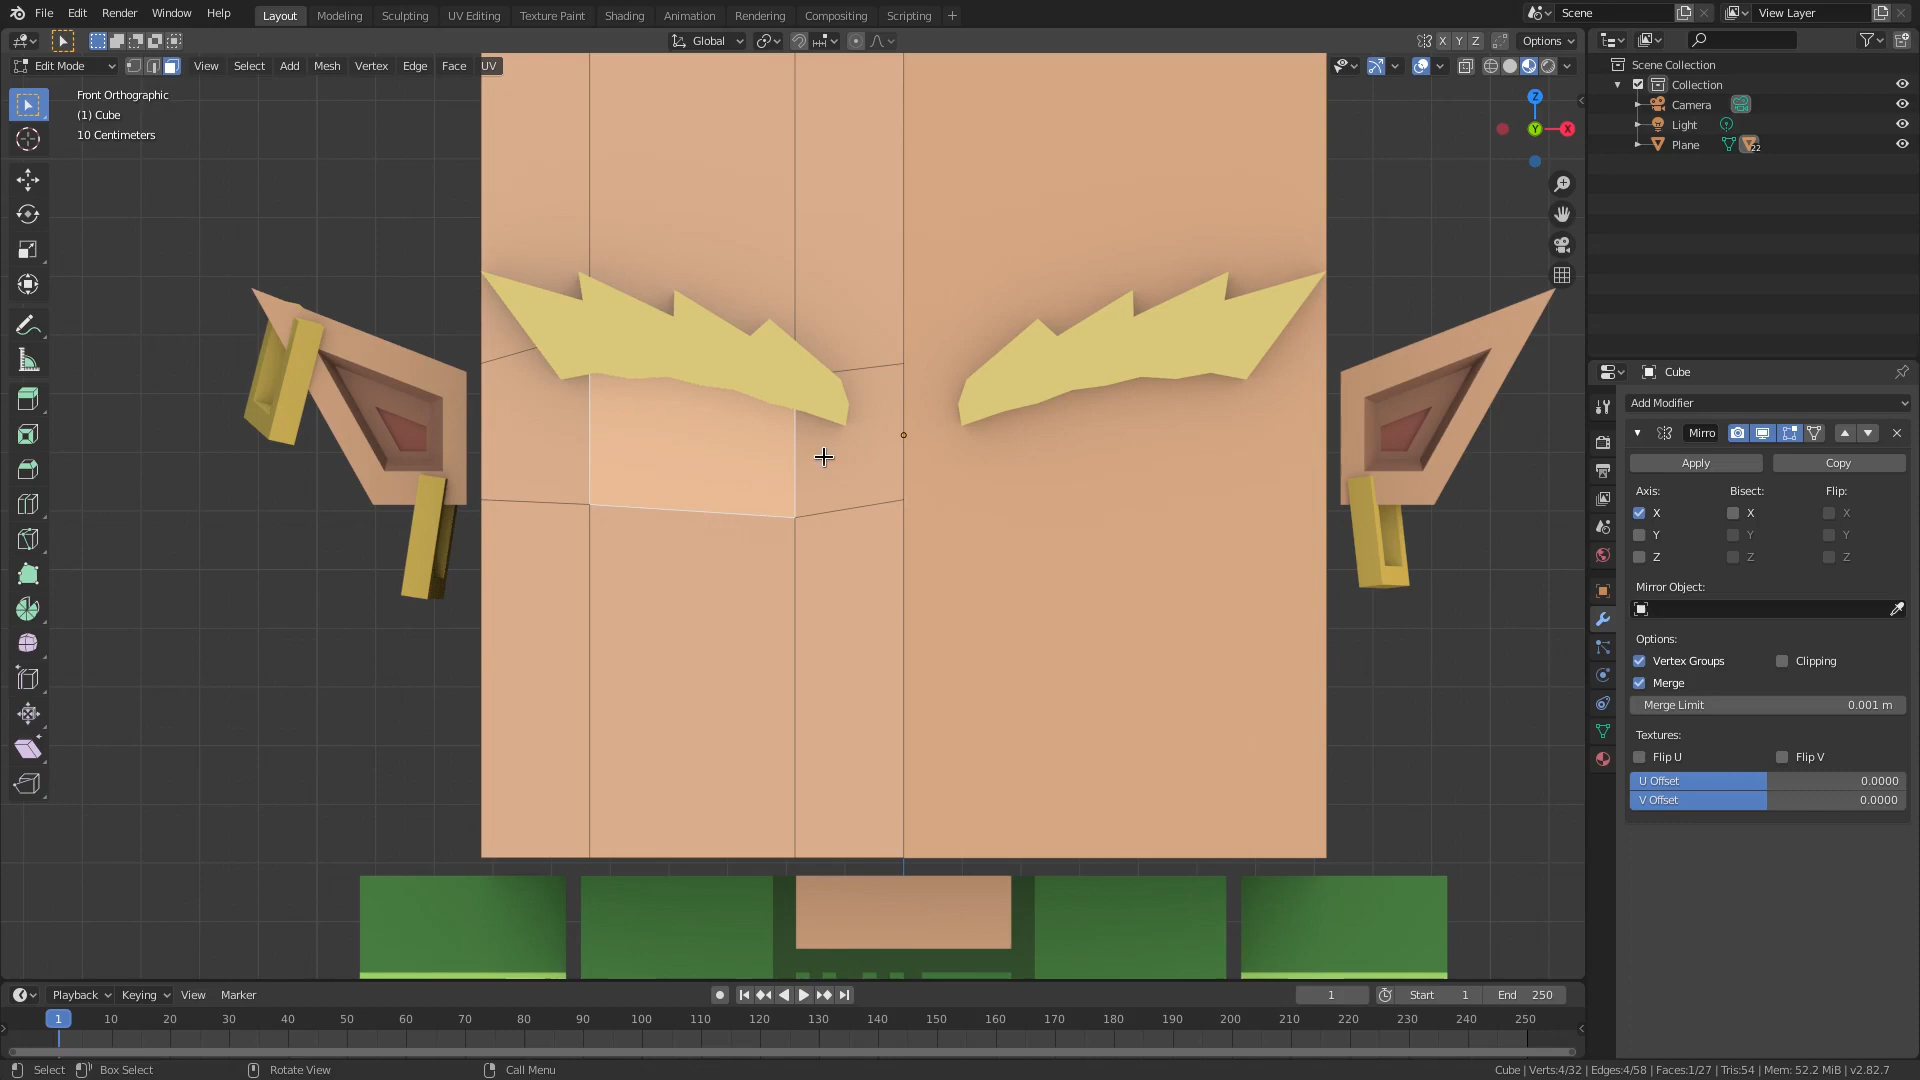 File Edit Render Window Help
Layout Modeling Sculpting UV Editing Texture Paint Shading Animation Rendering Compositing Scripting +
Scene
View Layer
Global
X Y Z
Options
Edit Mode
View Select Add Mesh Vertex Edge Face UV
Front Orthographic
(1) Cube
10 Centimeters
Z
Y
X
Scene Collection
Collection
Camera
Light
Plane
22
Cube
Add Modifier
Mirro
Apply
Copy
Axis: Bisect: Flip:
X X X
Y Y Y
Z Z Z
Mirror Object:
Options:
Vertex Groups
Clipping
Merge
Merge Limit 0.001 m
Textures:
Flip U
Flip V
U Offset 0.0000
V Offset 0.0000
Playback Keying View Marker
1
Start 1
End 250
1 10 20 30 40 50 60 70 80 90 100 110 120 130 140 150 160 170 180 190 200 210 220 230 240 250
Select
Box Select
Rotate View
Call Menu
Cube | Verts:4/32 | Edges:4/58 | Faces:1/27 | Tris:54 | Mem: 52.2 MiB | v2.82.7